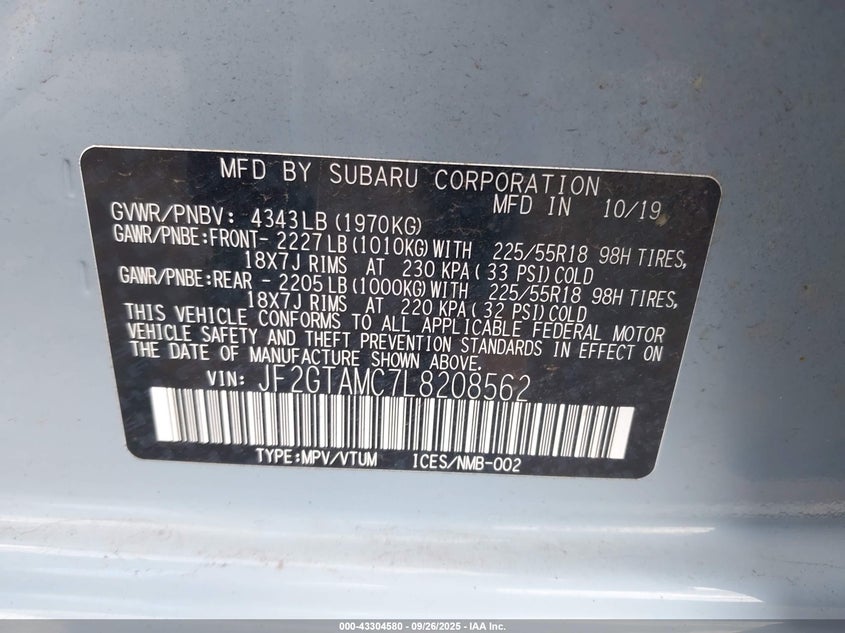 MFD BY SUBARU CORPORATION
MFD IN 10/19
GVWR/PNBV: 4343LB (1970KG)
GAWR/PNBE:FRONT- 2227LB (1010KG) WITH 225/55R18 98H TIRES,
18X7J RIMS AT 230 KPA( 33 PSI) COLD
GAWR/PNBE:REAR - 2205LB (1000KG) WITH 225/55R18 98H TIRES,
18X7J RIMS AT 220 KPA( 32 PSI) COLD
THIS VEHICLE CONFORMS TO ALL APPLICABLE FEDERAL MOTOR
VEHICLE SAFETY AND THEFT PREVENTION STANDARDS IN EFFECT ON
THE DATE OF MANUFACTURE SHOWN ABOVE.
VIN: JF2GTAMC7L8208562
TYPE:MPV/VTUM ICES/NMB-002
000-43304580 - 09/26/2025 - IAA Inc.